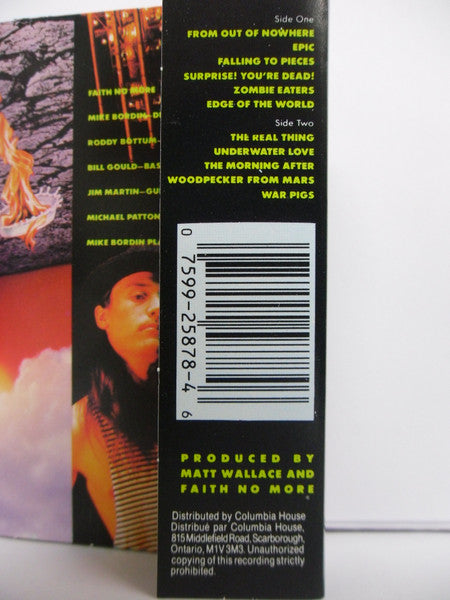 FAITH NO MORE
MIKE BORDIN–D
RODDY BOTTUM–
BILL GOULD–BAS
JIM MARTIN–GU
MICHAEL PATTON
MIKE BORDIN PLA
Side One
FROM OUT OF NOWHERE
EPIC
FALLING TO PIECES
SURPRISE! YOU'RE DEAD!
ZOMBIE EATERS
EDGE OF THE WORLD
Side Two
THE REAL THING
UNDERWATER LOVE
THE MORNING AFTER
WOODPECKER FROM MARS
WAR PIGS
0 7599-25878-4 6
PRODUCED BY
MATT WALLACE AND
FAITH NO MORE
Distributed by Columbia House
Distribué par Columbia House,
815 Middlefield Road, Scarborough,
Ontario, M1V 3M3. Unauthorized
copying of this recording strictly
prohibited.